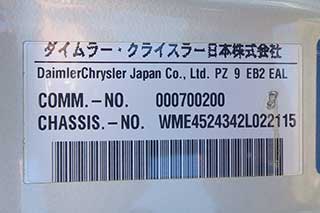 ダイムラー・クライスラー日本株式会社
DaimlerChrysler Japan Co., Ltd. PZ 9 EB2 EAL
COMM.-NO. 000700200
CHASSIS.-NO. WME4524342L022115